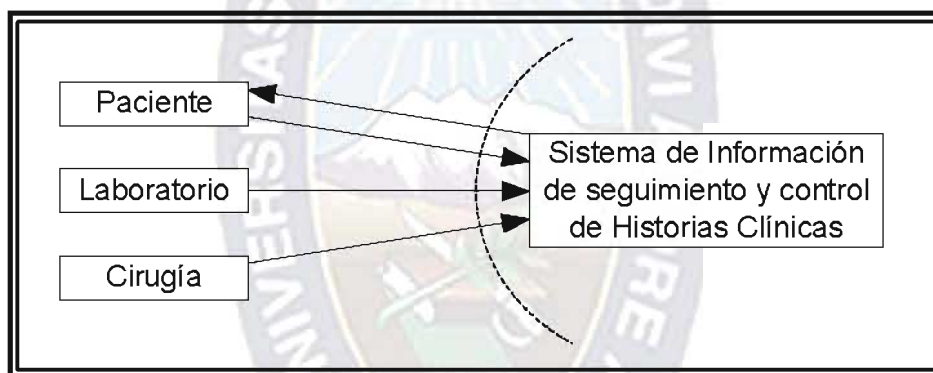 Paciente
Laboratorio
Cirugía
Sistema de Información
de seguimiento y control
de Historias Clínicas